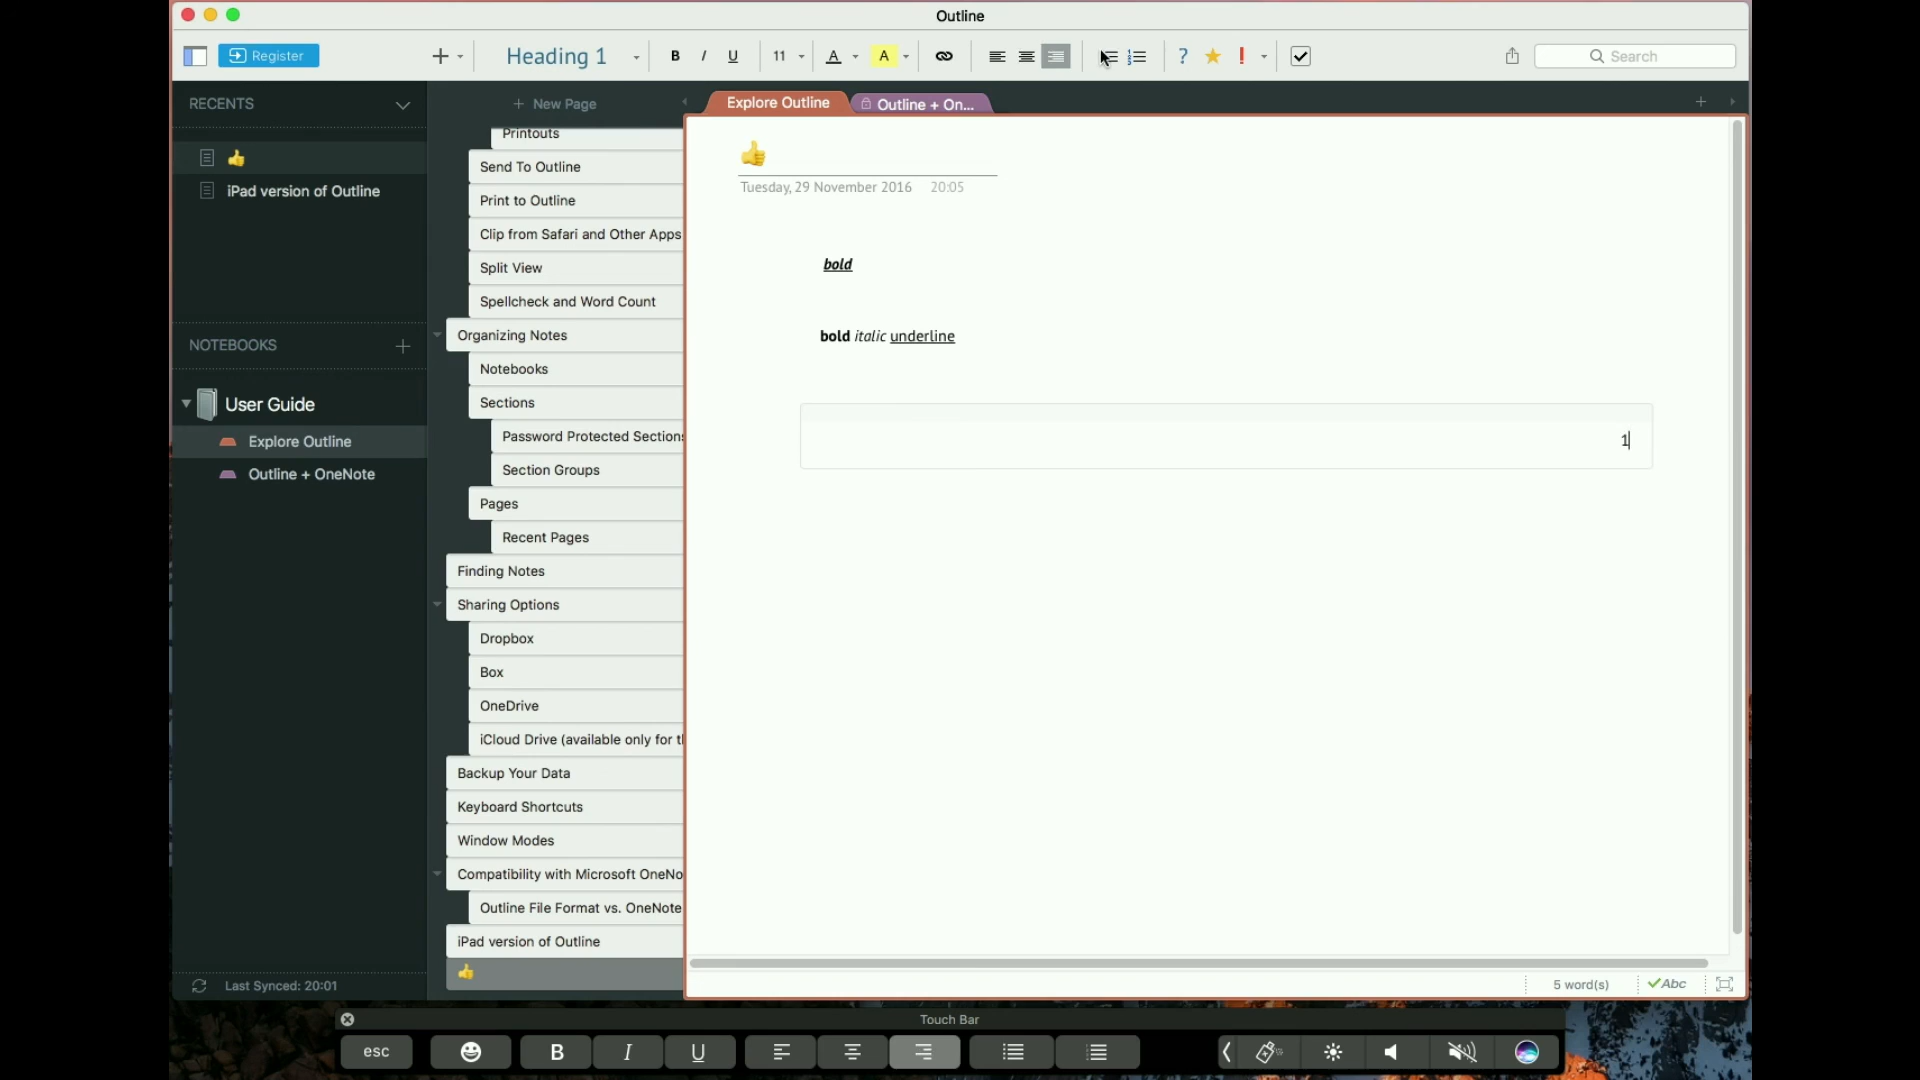 Outline
Register
Heading 1
B I U
11
A
A
?
!
Search
RECENTS
👍
iPad version of Outline
NOTEBOOKS
User Guide
Explore Outline
Outline + OneNote
Last Synced: 20:01
New Page
Printouts
Send To Outline
Print to Outline
Clip from Safari and Other Apps
Split View
Spellcheck and Word Count
Organizing Notes
Notebooks
Sections
Password Protected Sections
Section Groups
Pages
Recent Pages
Finding Notes
Sharing Options
Dropbox
Box
OneDrive
iCloud Drive (available only for t
Backup Your Data
Keyboard Shortcuts
Window Modes
Compatibility with Microsoft OneNo
Outline File Format vs. OneNote
iPad version of Outline
👍
Explore Outline
Outline + On...
👍
Tuesday, 29 November 2016 20:05
bold
bold italic underline
1
5 word(s)
Abc
Touch Bar
esc
B I U